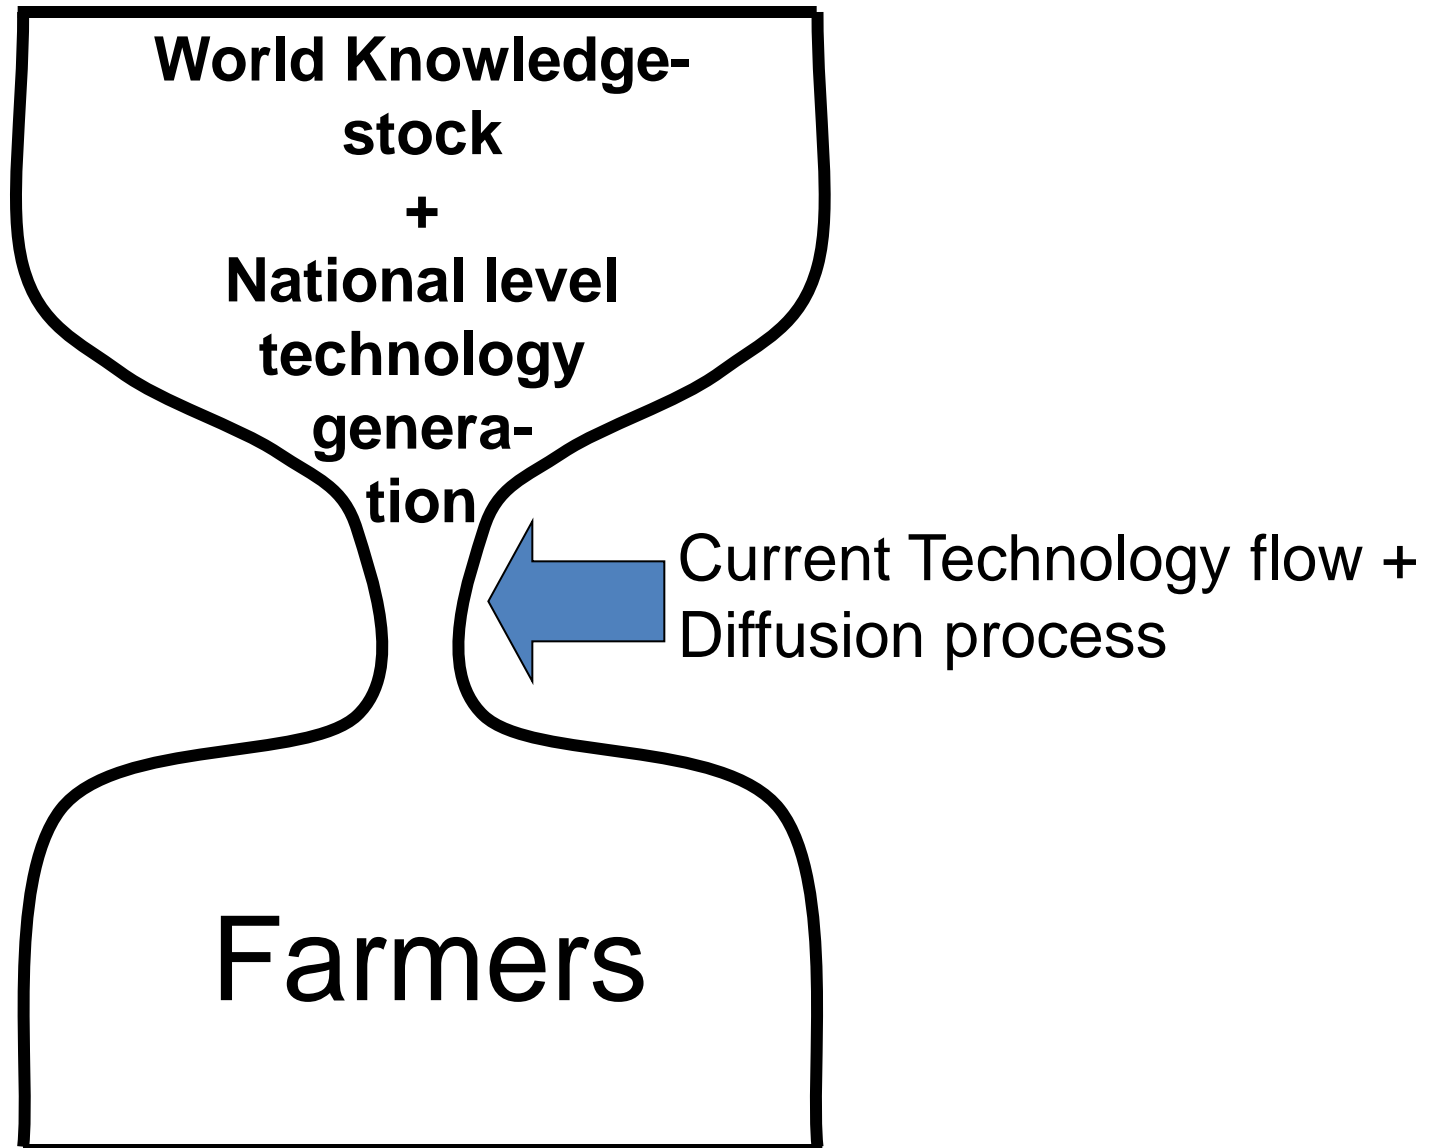 World Knowledge-
stock
+
National level
technology
genera-
tion
Current Technology flow +
Diffusion process
Farmers